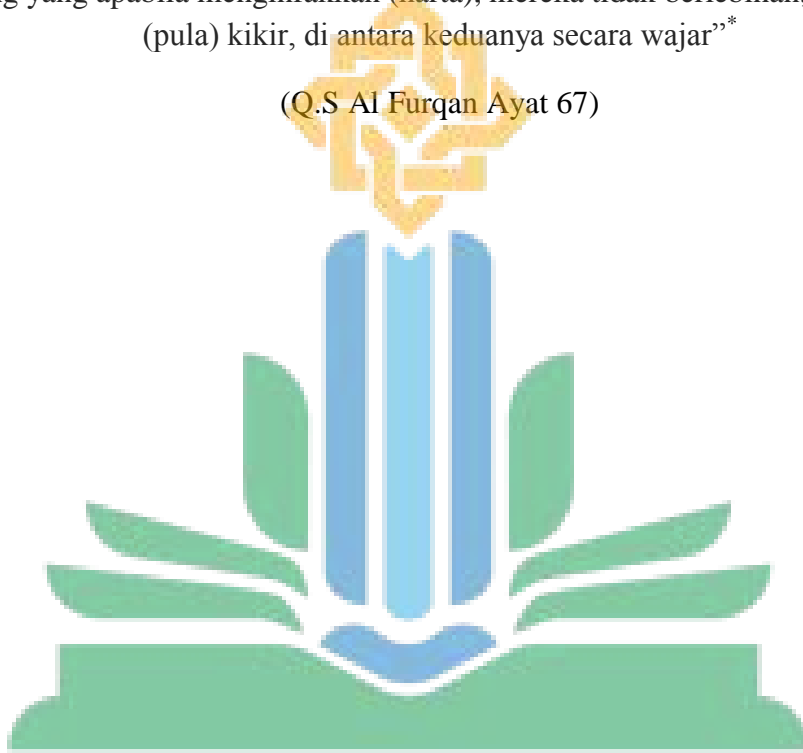 yang apabila menginfakkan (harta), mereka tidak
(pula) kikir, di antara keduanya secara wajar”*
(Q.S Al Furqan Ayat 67)